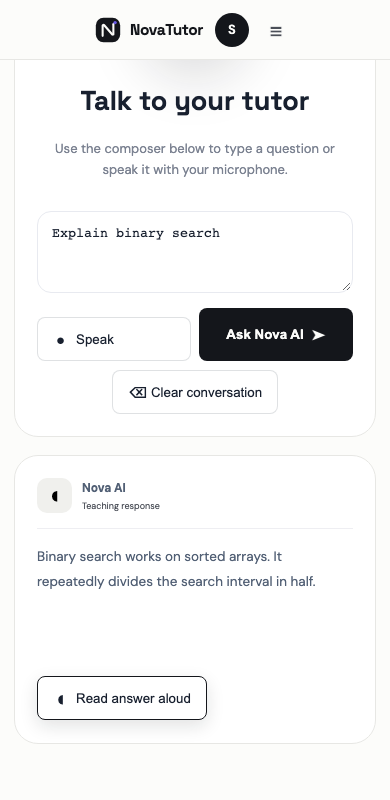 N NovaTutor S
Talk to your tutor
Use the composer below to type a question or
speak it with your microphone.
Explain binary search
Speak
Ask Nova AI
Clear conversation
Nova AI
Teaching response
Binary search works on sorted arrays. It
repeatedly divides the search interval in half.
Read answer aloud